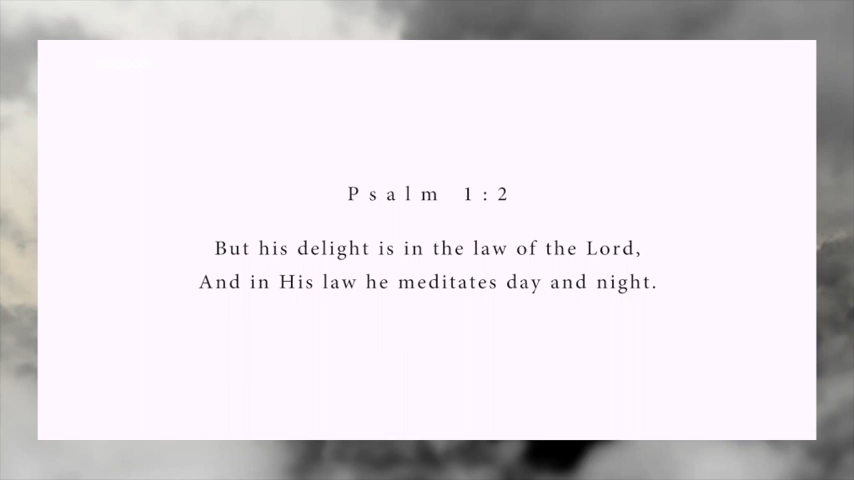 Psalm 1:2
But his delight is in the law of the Lord,
And in His law he meditates day and night.